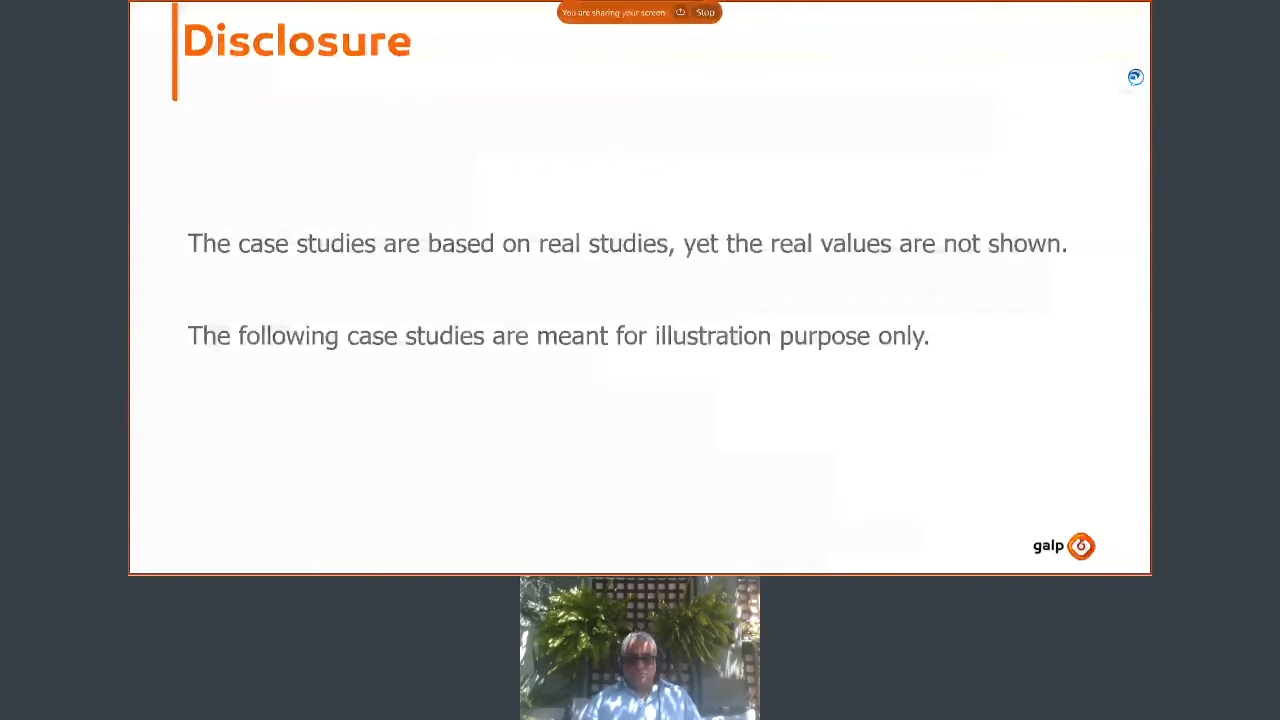 You are sharing your screen.
Stop
Disclosure
The case studies are based on real studies, yet the real values are not shown.
The following case studies are meant for illustration purpose only.
galp